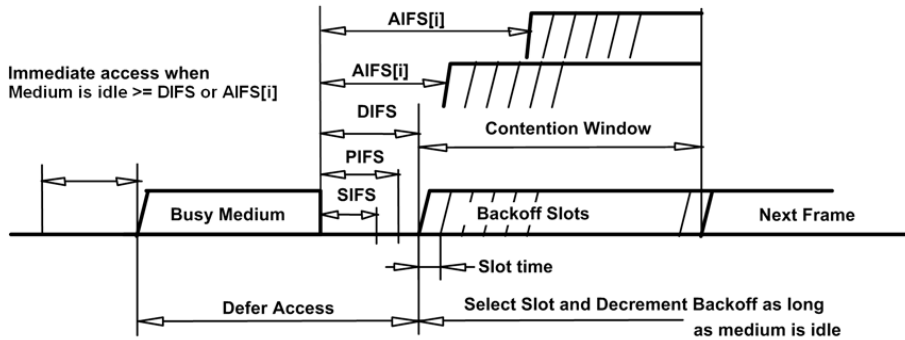 AIFS[i]
Immediate access when
Medium is idle >= DIFS or AIFS[i]
AIFS[i]
DIFS
Contention Window
PIFS
SIFS
Busy Medium
Backoff Slots
Next Frame
Slot time
Defer Access
Select Slot and Decrement Backoff as long
as medium is idle